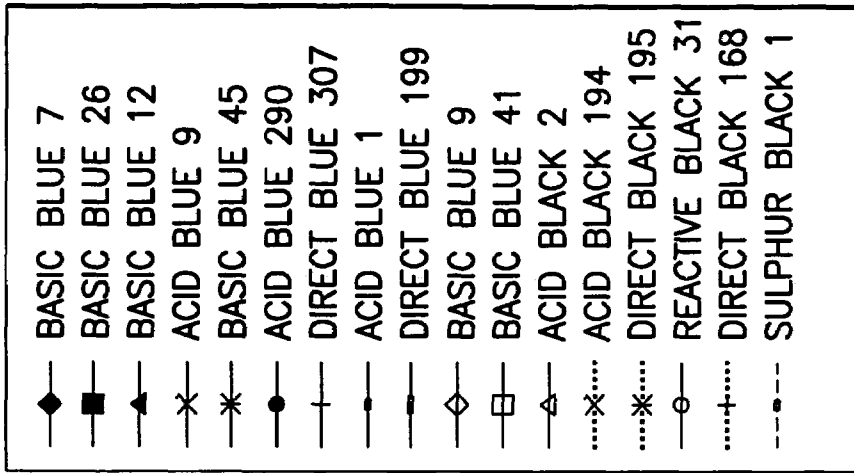 BASIC BLUE 7
BASIC BLUE 26
BASIC BLUE 12
ACID BLUE 9
BASIC BLUE 45
ACID BLUE 290
DIRECT BLUE 307
ACID BLUE 1
DIRECT BLUE 199
BASIC BLUE 9
BASIC BLUE 41
ACID BLACK 2
ACID BLACK 194
DIRECT BLACK 195
REACTIVE BLACK 31
DIRECT BLACK 168
SULPHUR BLACK 1